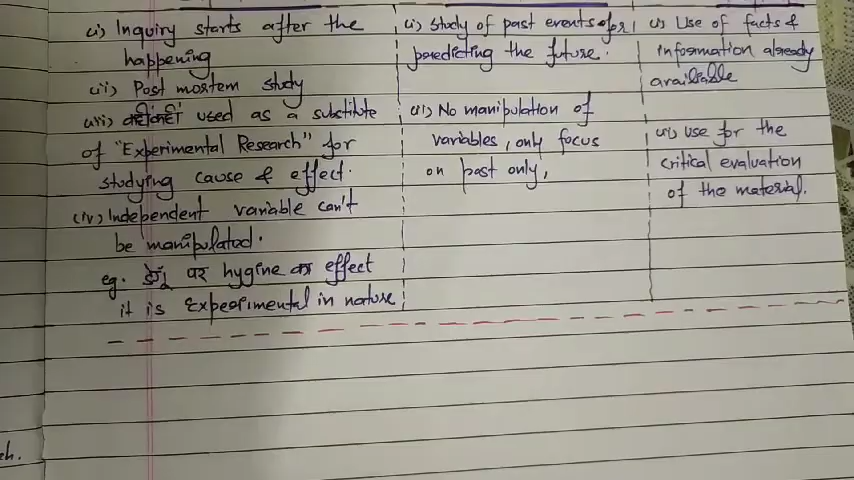 (i) Inquiry starts after the
happening
(ii) Post mortem study
(iii) कहीं-कहीं used as a substitute
of "Experimental Research" for
studying cause & effect.
(iv) Independent variable can't
be manipulated.
eg. डेंगू पर hygine का effect
it is Experimental in nature
(i) Study of past events for
predicting the future.
(ii) No manipulation of
variables, only focus
on past only,
(i) Use of facts &
information already
available
(ii) Use for the
critical evaluation
of the material.
ch.